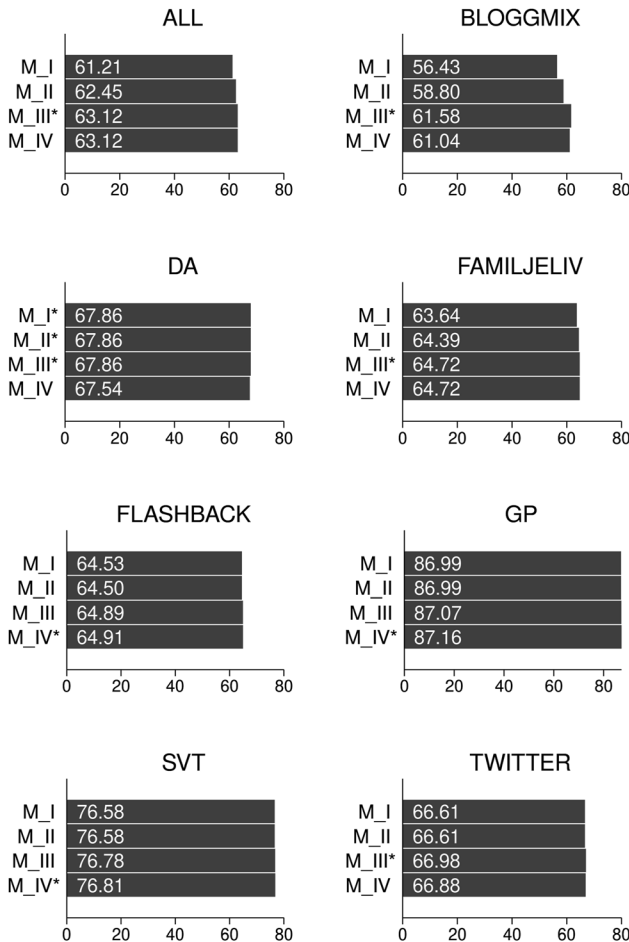 ALL
M_I 61.21
M_II 62.45
M_III* 63.12
M_IV 63.12
0 20 40 60 80
BLOGGMIX
M_I 56.43
M_II 58.80
M_III* 61.58
M_IV 61.04
0 20 40 60 80
DA
M_I* 67.86
M_II* 67.86
M_III* 67.86
M_IV 67.54
0 20 40 60 80
FAMILJELIV
M_I 63.64
M_II 64.39
M_III* 64.72
M_IV 64.72
0 20 40 60 80
FLASHBACK
M_I 64.53
M_II 64.50
M_III 64.89
M_IV* 64.91
0 20 40 60 80
GP
M_I 86.99
M_II 86.99
M_III 87.07
M_IV* 87.16
0 20 40 60 80
SVT
M_I 76.58
M_II 76.58
M_III 76.78
M_IV* 76.81
0 20 40 60 80
TWITTER
M_I 66.61
M_II 66.61
M_III* 66.98
M_IV 66.88
0 20 40 60 80